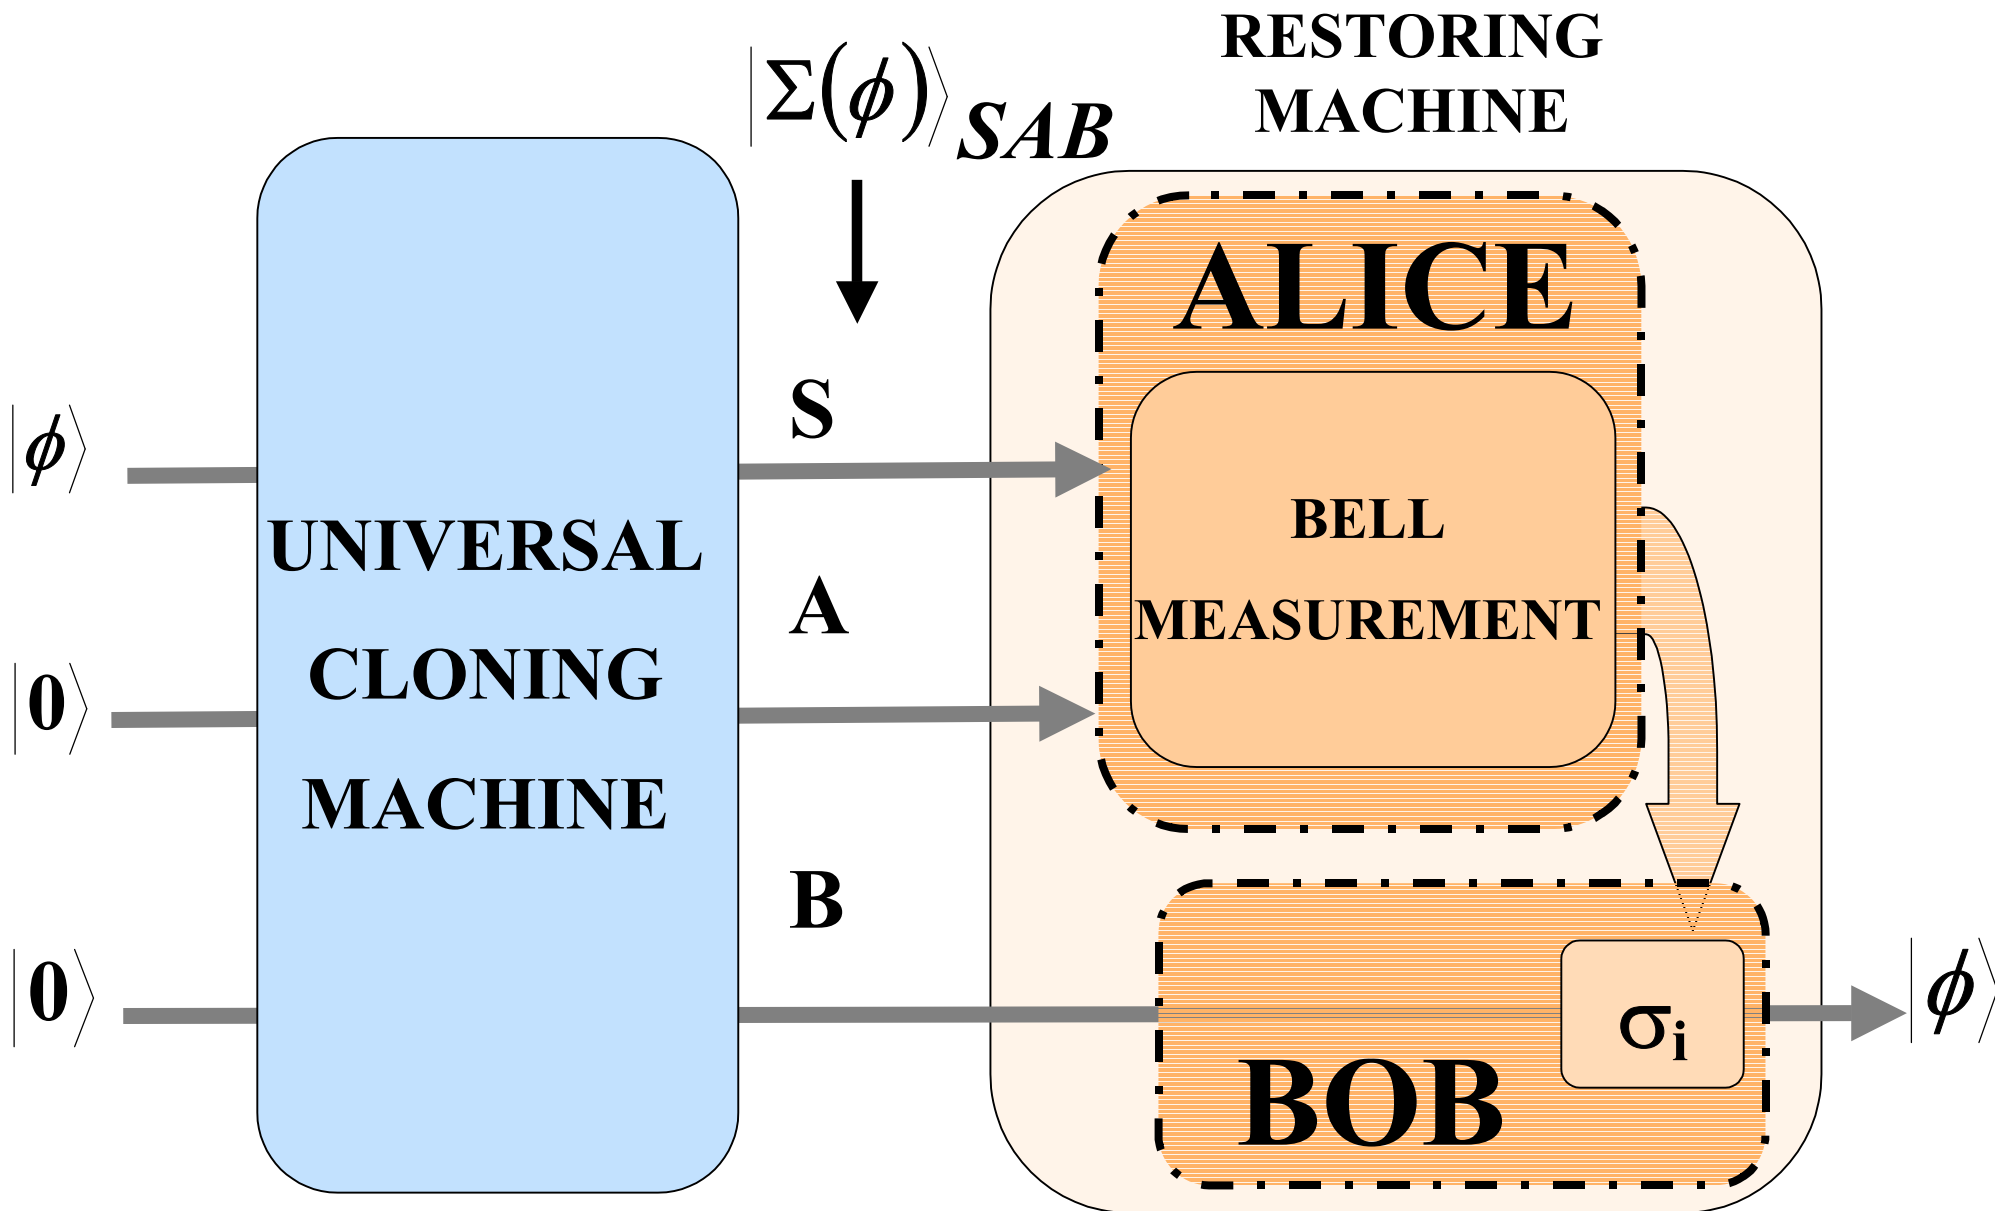 RESTORING
MACHINE
|Σ(ϕ)⟩SAB
ALICE
S
|ϕ⟩
BELL
MEASUREMENT
UNIVERSAL
CLONING
MACHINE
A
|0⟩
B
|0⟩
σi
|ϕ⟩
BOB